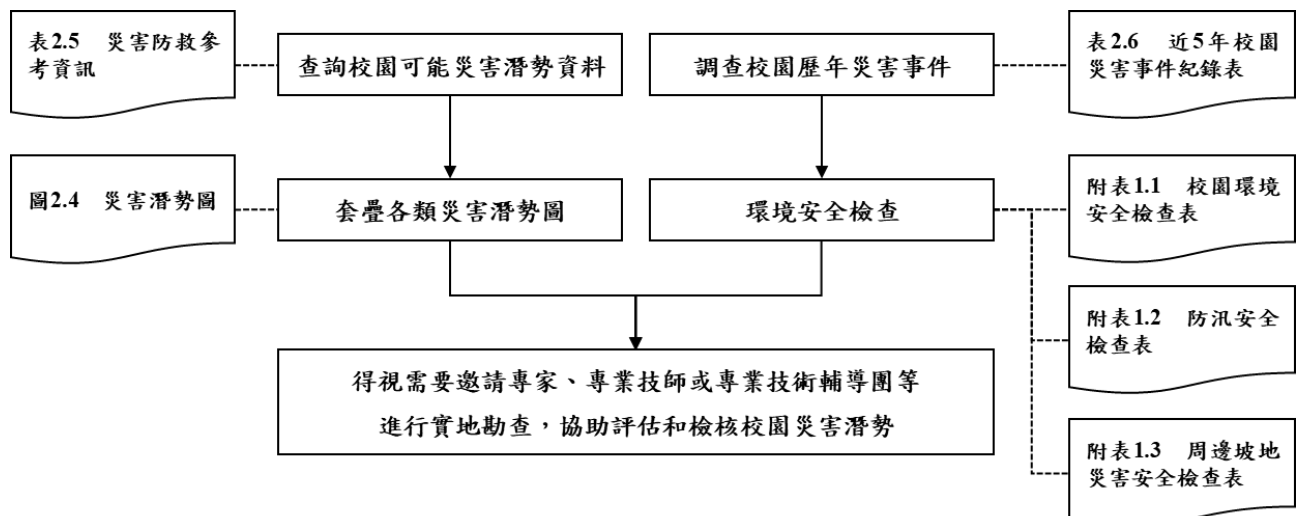 表2.5 災害防救參
考資訊
查詢校園可能災害潛勢資料
調查校園歷年災害事件
表2.6 近5年校園
災害事件紀錄表
圖2.4 災害潛勢圖
套疊各類災害潛勢圖
環境安全檢查
附表1.1 校園環境
安全檢查表
附表1.2 防汛安全
檢查表
得視需要邀請專家、專業技師或專業技術輔導團等
進行實地勘查，協助評估和檢核校園災害潛勢
附表1.3 周邊坡地
災害安全檢查表